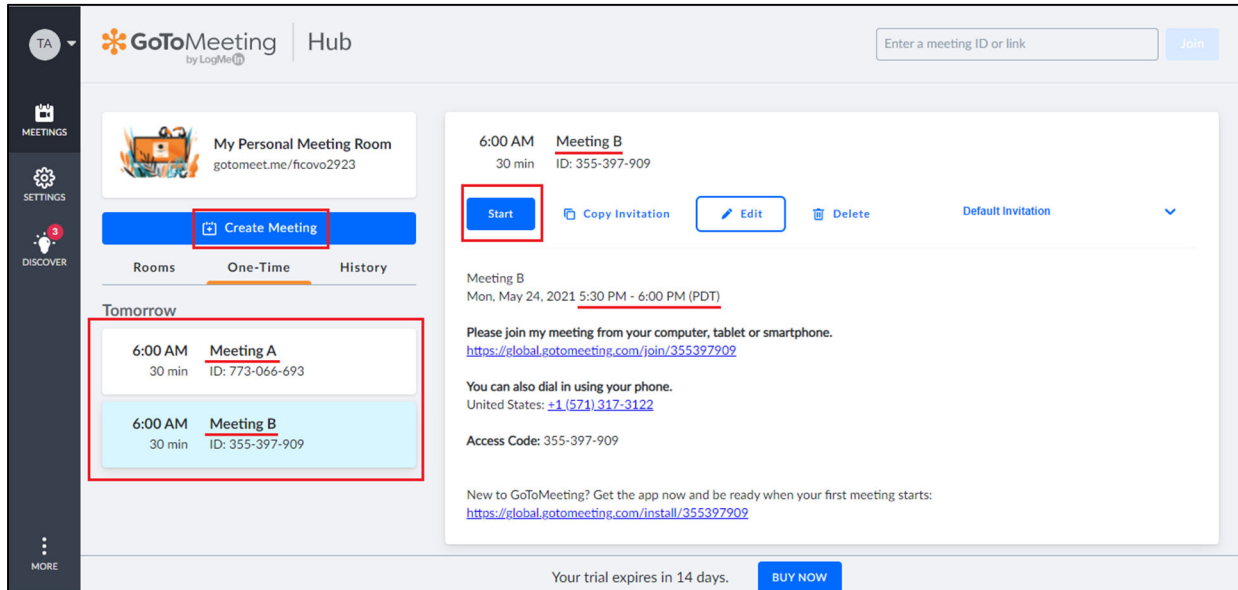 TA
GoToMeeting
by LogMeIn
Hub
Enter a meeting ID or link
Join
MEETINGS
SETTINGS
3
DISCOVER
MORE
My Personal Meeting Room
gotomeet.me/ficovo2923
Create Meeting
Rooms One-Time History
Tomorrow
6:00 AM Meeting A
30 min ID: 773-066-693
6:00 AM Meeting B
30 min ID: 355-397-909
6:00 AM Meeting B
30 min ID: 355-397-909
Start Copy Invitation Edit Delete Default Invitation
Meeting B
Mon, May 24, 2021 5:30 PM - 6:00 PM (PDT)
Please join my meeting from your computer, tablet or smartphone.
https://global.gotomeeting.com/join/355397909
You can also dial in using your phone.
United States: +1 (571) 317-3122
Access Code: 355-397-909
New to GoToMeeting? Get the app now and be ready when your first meeting starts:
https://global.gotomeeting.com/install/355397909
Your trial expires in 14 days. BUY NOW